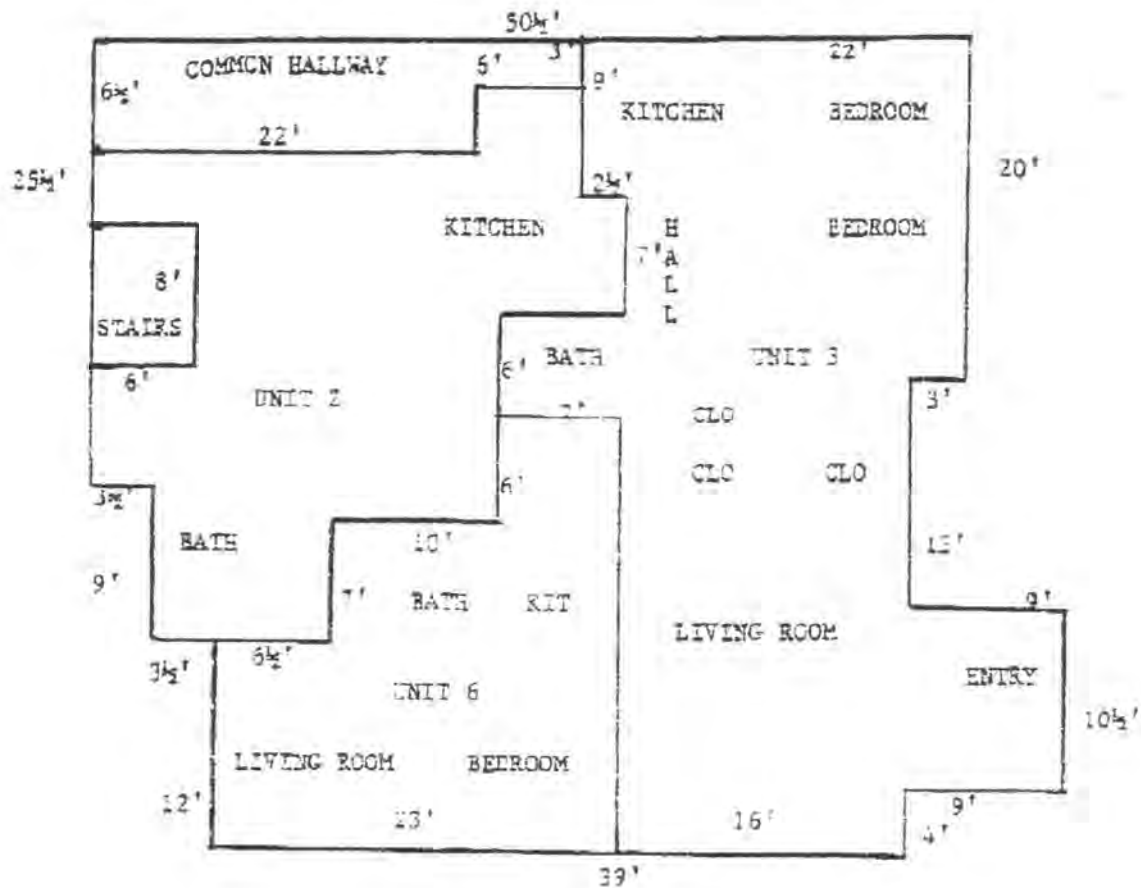 50½'
COMMON HALLWAY
5'
3'
22'
6½'
9'
KITCHEN
BEDROOM
22'
20'
25½'
2½'
KITCHEN
HALL
BEDROOM
7'
8'
STAIRS
6'
BATH
UNIT 3
6'
UNIT 2
3'
CLO
CLO
CLO
3½'
6'
BATH
10'
9'
7'
BATH
KIT
9'
LIVING ROOM
3½'
6½'
ENTRY
UNIT 6
10½'
LIVING ROOM
BEDROOM
12'
23'
16'
9'
4'
39'